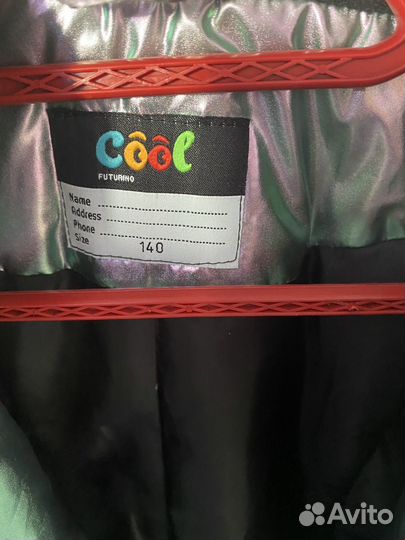 Côôl
FUTURINO
Name
Address
Phone
Size 140
Avito